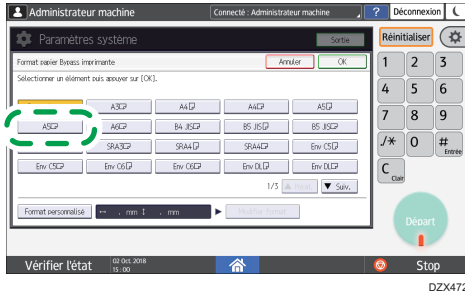 Administrateur machine Connecté : Administrateur machine ? Déconnexion
Paramètres système Sortie Réinitialiser
Format papier Bypass imprimante Annuler OK
Sélectionner un élément puis appuyer sur [OK].
A3 A4 A4 A5
A5 A6 B4 JIS B5 JIS B5 JIS
SRA3 SRA4 SRA4 Env C5
Env C5 Env C6 Env C6 Env DL Env DL
1/3 ▲ ▼ Suiv.
Format personnalisé ↔ . mm ↕ . mm ► Modifier format
1 2 3
4 5 6
7 8 9
./* 0 #
Entrée
C
Clair
Départ
Vérifier l'état 02 Oct. 2018
15:00 Stop
DZX472